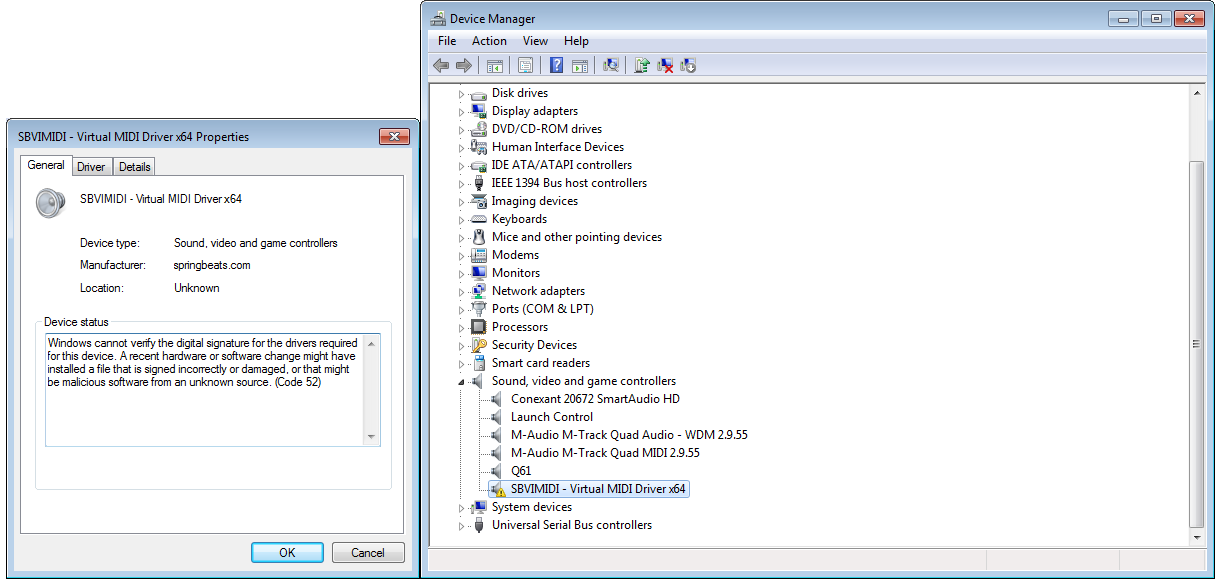 SBVIMIDI - Virtual MIDI Driver x64 Properties
General Driver Details
SBVIMIDI - Virtual MIDI Driver x64
Device type: Sound, video and game controllers
Manufacturer: springbeats.com
Location: Unknown
Device status
Windows cannot verify the digital signature for the drivers required
for this device. A recent hardware or software change might have
installed a file that is signed incorrectly or damaged, or that might
be malicious software from an unknown source. (Code 52)
OK Cancel
Device Manager
File Action View Help
Disk drives
Display adapters
DVD/CD-ROM drives
Human Interface Devices
IDE ATA/ATAPI controllers
IEEE 1394 Bus host controllers
Imaging devices
Keyboards
Mice and other pointing devices
Modems
Monitors
Network adapters
Ports (COM & LPT)
Processors
Security Devices
Smart card readers
Sound, video and game controllers
Conexant 20672 SmartAudio HD
Launch Control
M-Audio M-Track Quad Audio - WDM 2.9.55
M-Audio M-Track Quad MIDI 2.9.55
Q61
SBVIMIDI - Virtual MIDI Driver x64
System devices
Universal Serial Bus controllers